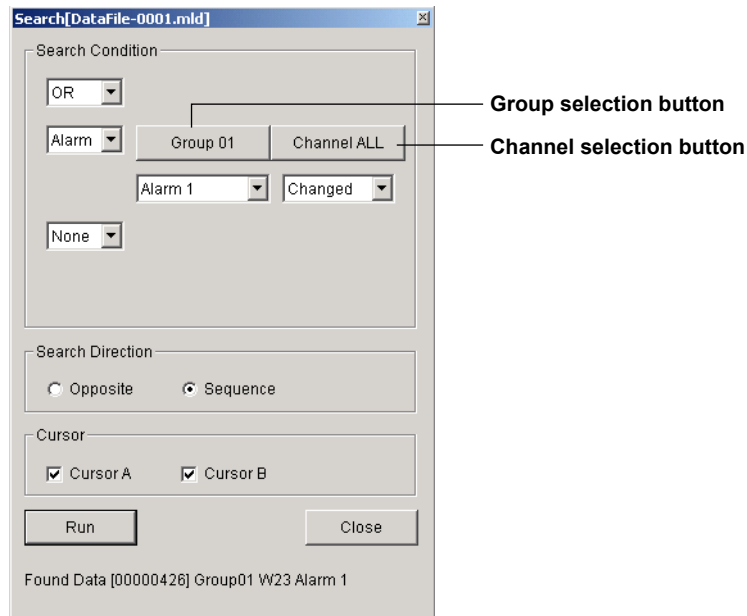 Search[DataFile-0001.mld]
Search Condition
OR
Group selection button
Alarm
Group 01
Channel ALL
Channel selection button
Alarm 1
Changed
None
Search Direction
Opposite
Sequence
Cursor
Cursor A
Cursor B
Run
Close
Found Data [00000426] Group01 W23 Alarm 1